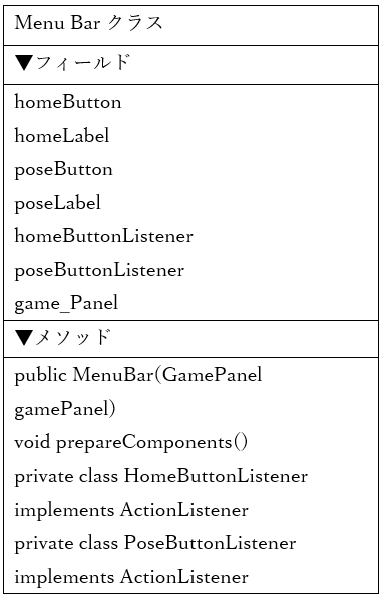 Menu Bar クラス
▼フィールド
homeButton
homeLabel
poseButton
poseLabel
homeButtonListener
poseButtonListener
game_Panel
▼メソッド
public MenuBar(GamePanel
gamePanel)
void prepareComponents()
private class HomeButtonListener
implements ActionListener
private class PoseButtonListener
implements ActionListener